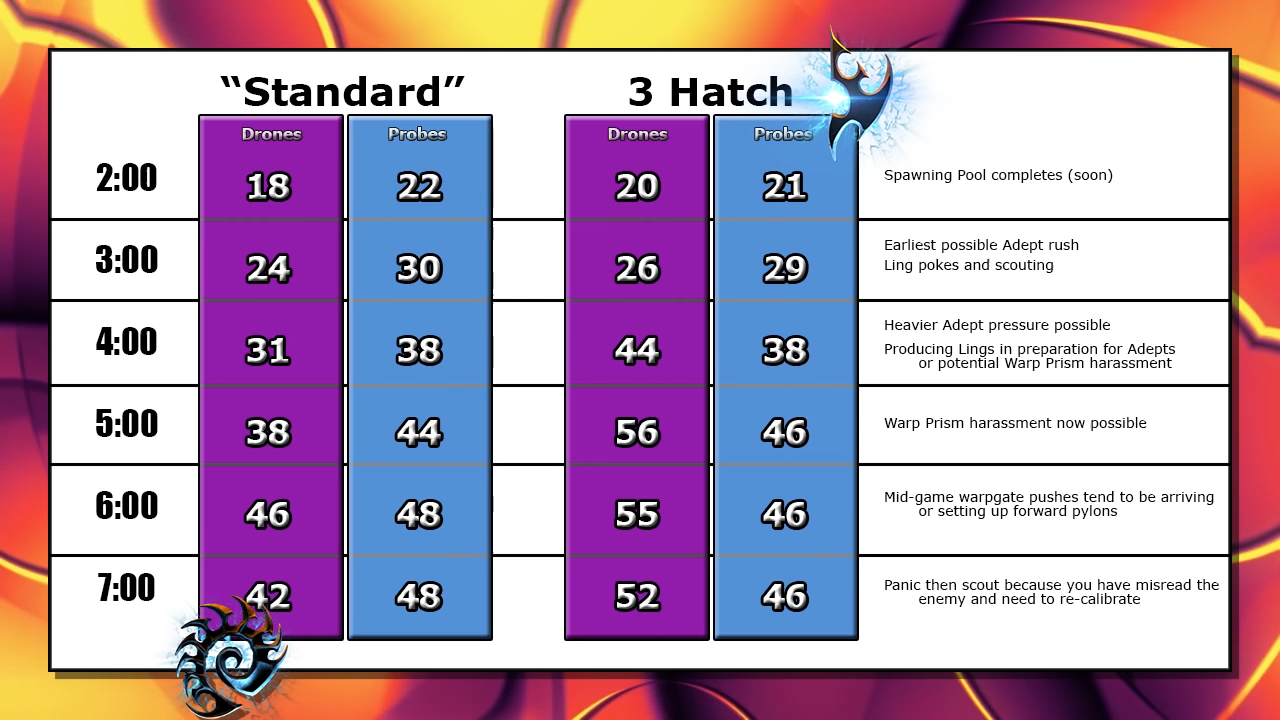 “Standard” 3 Hatch
Drones Probes Drones Probes
2:00 18 22 20 21 Spawning Pool completes (soon)
3:00 24 30 26 29 Earliest possible Adept rush
Ling pokes and scouting
4:00 31 38 44 38 Heavier Adept pressure possible
Producing Lings in preparation for Adepts
or potential Warp Prism harassment
5:00 38 44 56 46 Warp Prism harassment now possible
6:00 46 48 55 46 Mid-game warpgate pushes tend to be arriving
or setting up forward pylons
7:00 42 48 52 46 Panic then scout because you have misread the
enemy and need to re-calibrate